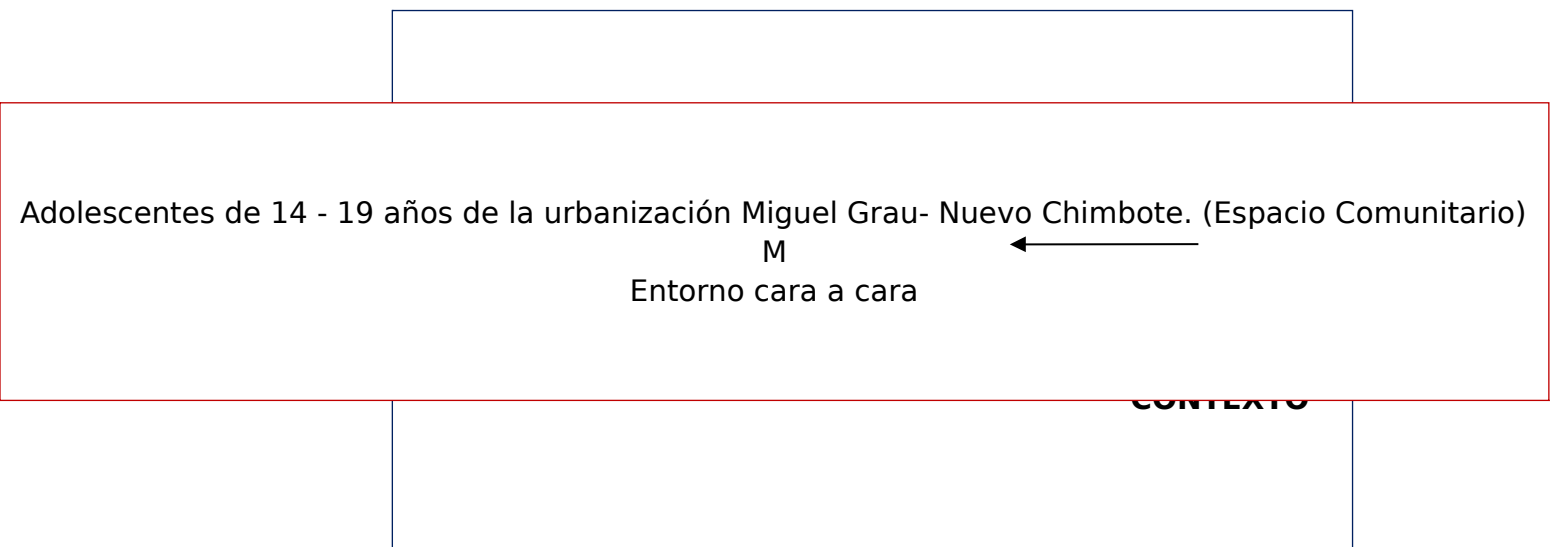 Adolescentes de 14 - 19 años de la urbanización Miguel Grau- Nuevo Chimbote. (Espacio Comunitario)
M
Entorno cara a cara
CONTEXTO